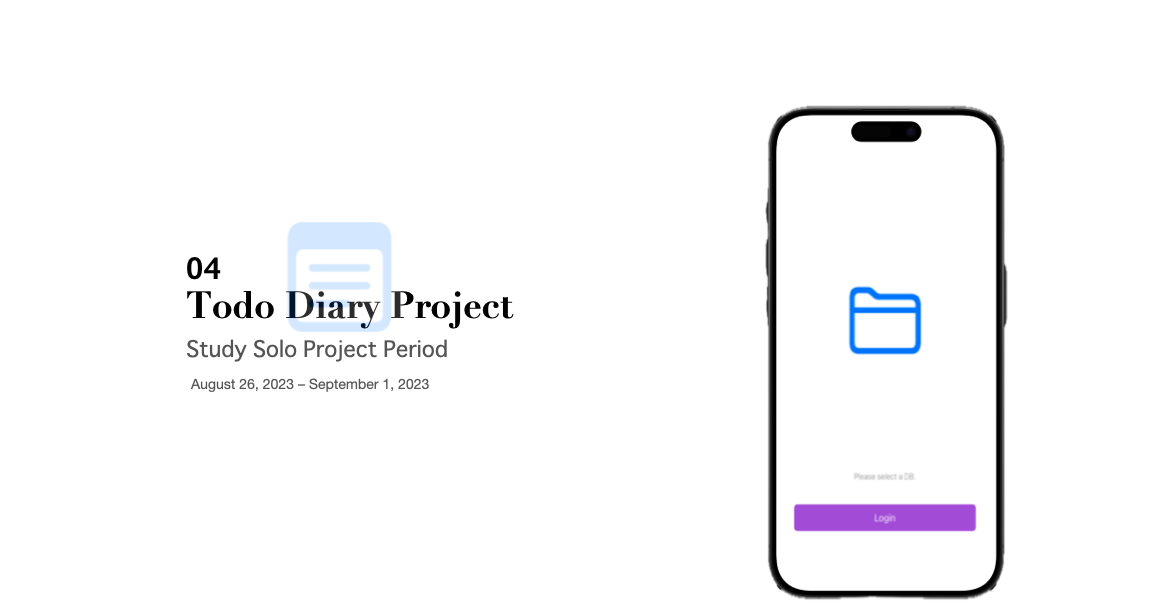 04
Todo Diary Project
Study Solo Project Period
August 26, 2023 – September 1, 2023
Please select a DB.
Login